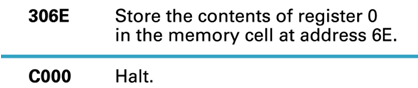 306E Store the contents of register 0
in the memory cell at address 6E.
C000 Halt.